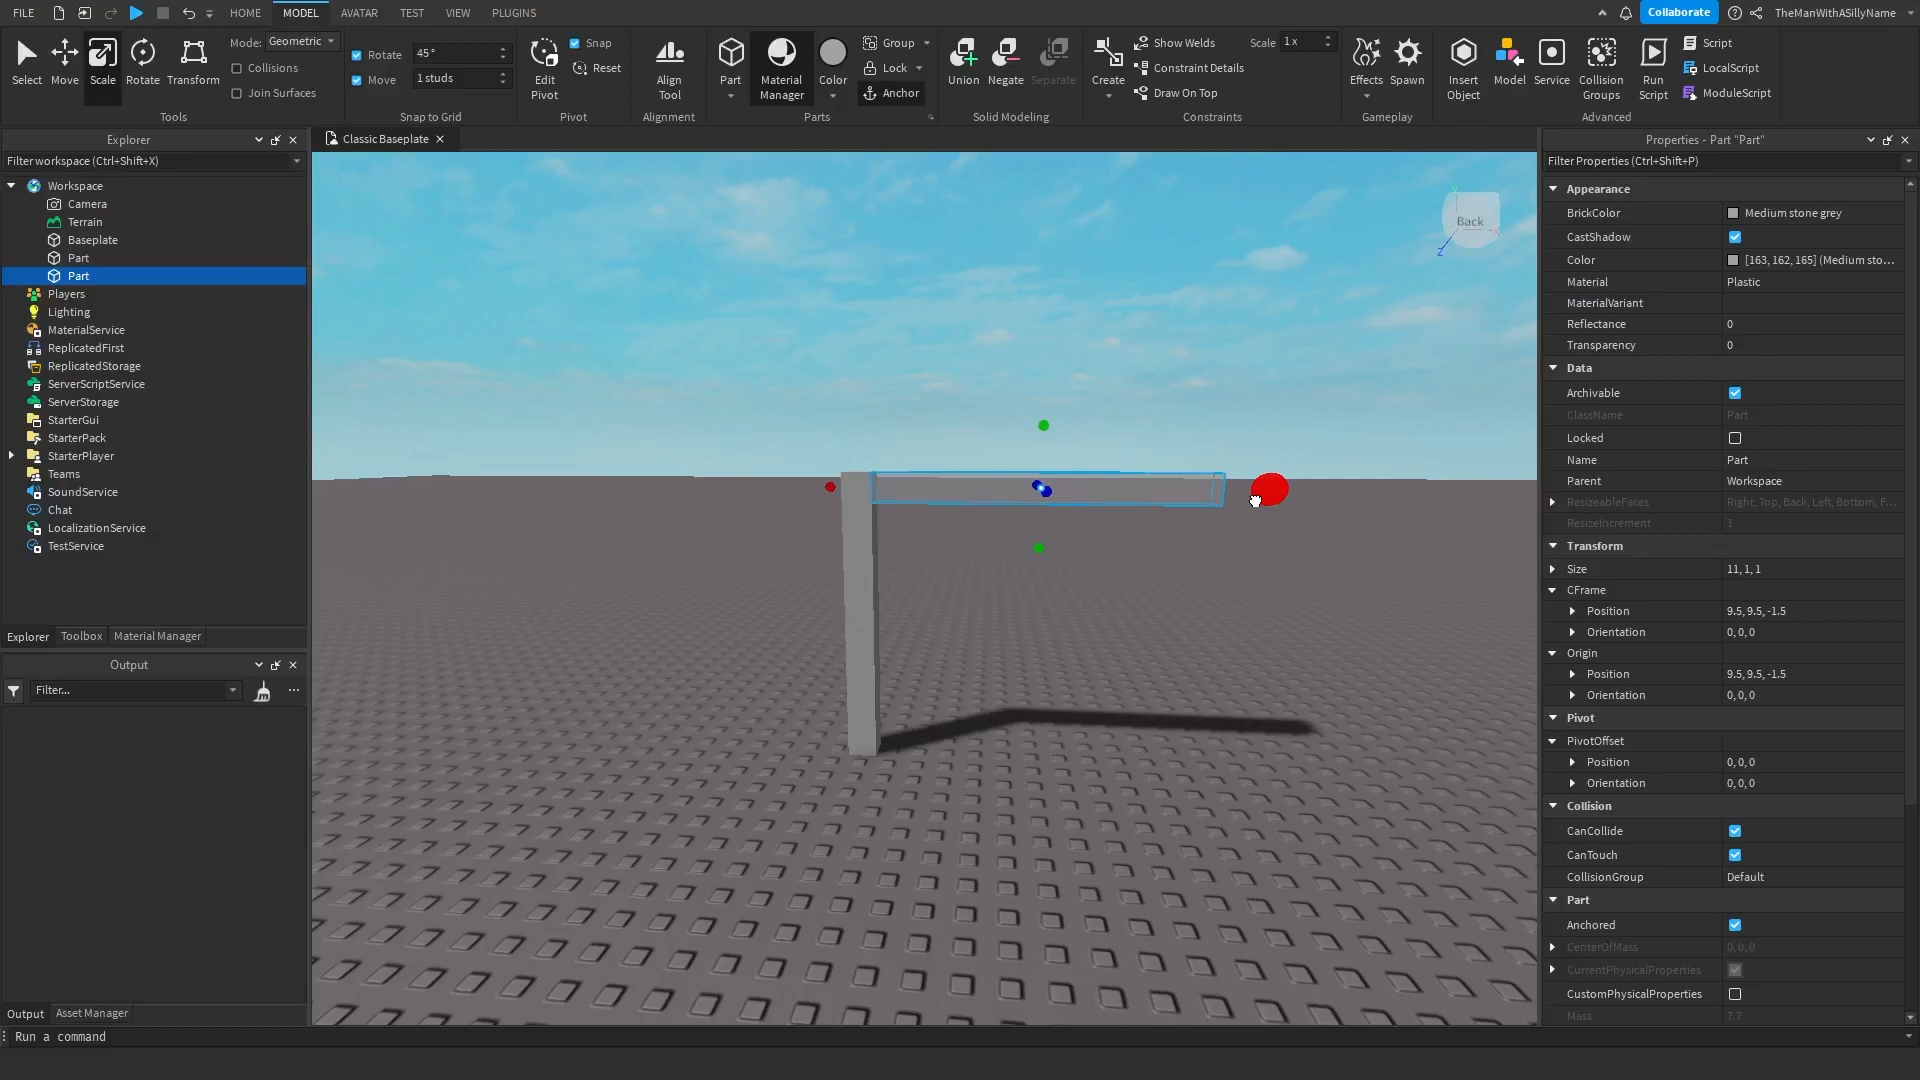 FILE HOME MODEL AVATAR TEST VIEW PLUGINS Collaborate TheManWithASillyName
Select Move Scale Rotate Transform
Mode: Geometric
Collisions
Join Surfaces
Tools
Rotate 45°
Move 1 studs
Snap to Grid
Edit
Pivot
Snap
Reset
Pivot
Align
Tool
Alignment
Part
Material
Manager
Color
Group
Lock
Anchor
Parts
Union Negate Separate
Solid Modeling
Create
Show Welds
Constraint Details
Draw On Top
Scale 1 x
Constraints
Effects Spawn
Gameplay
Insert
Object
Model
Service
Collision
Groups
Run
Script
Script
LocalScript
ModuleScript
Advanced
Explorer
Filter workspace (Ctrl+Shift+X)
Workspace
Camera
Terrain
Baseplate
Part
Part
Players
Lighting
MaterialService
ReplicatedFirst
ReplicatedStorage
ServerScriptService
ServerStorage
StarterGui
StarterPack
StarterPlayer
Teams
SoundService
Chat
LocalizationService
TestService
Explorer Toolbox Material Manager
Output
Filter...
Output Asset Manager
Run a command
Classic Baseplate
Y
Back
X
Z
Properties - Part "Part"
Filter Properties (Ctrl+Shift+P)
Appearance
BrickColor Medium stone grey
CastShadow
Color [163, 162, 165] (Medium sto...
Material Plastic
MaterialVariant
Reflectance 0
Transparency 0
Data
Archivable
ClassName Part
Locked
Name Part
Parent Workspace
ResizeableFaces Right, Top, Back, Left, Bottom, F...
ResizeIncrement 1
Transform
Size 11, 1, 1
CFrame
Position 9.5, 9.5, -1.5
Orientation 0, 0, 0
Origin
Position 9.5, 9.5, -1.5
Orientation 0, 0, 0
Pivot
PivotOffset
Position 0, 0, 0
Orientation 0, 0, 0
Collision
CanCollide
CanTouch
CollisionGroup Default
Part
Anchored
CenterOfMass 0, 0, 0
CurrentPhysicalProperties
CustomPhysicalProperties
Mass 7.7